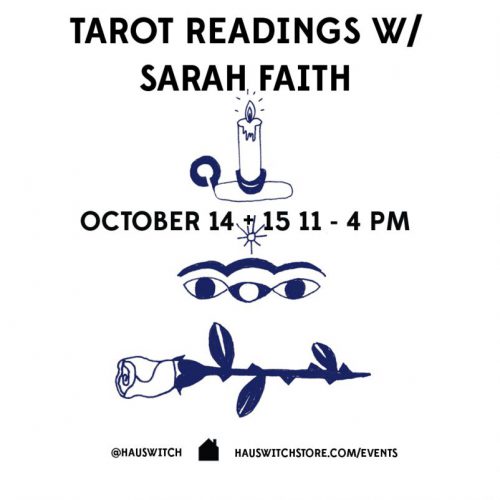 TAROT READINGS W/
SARAH FAITH
OCTOBER 14 + 15 11 - 4 PM
@HAUSWITCH HAUSWITCHSTORE.COM/EVENTS